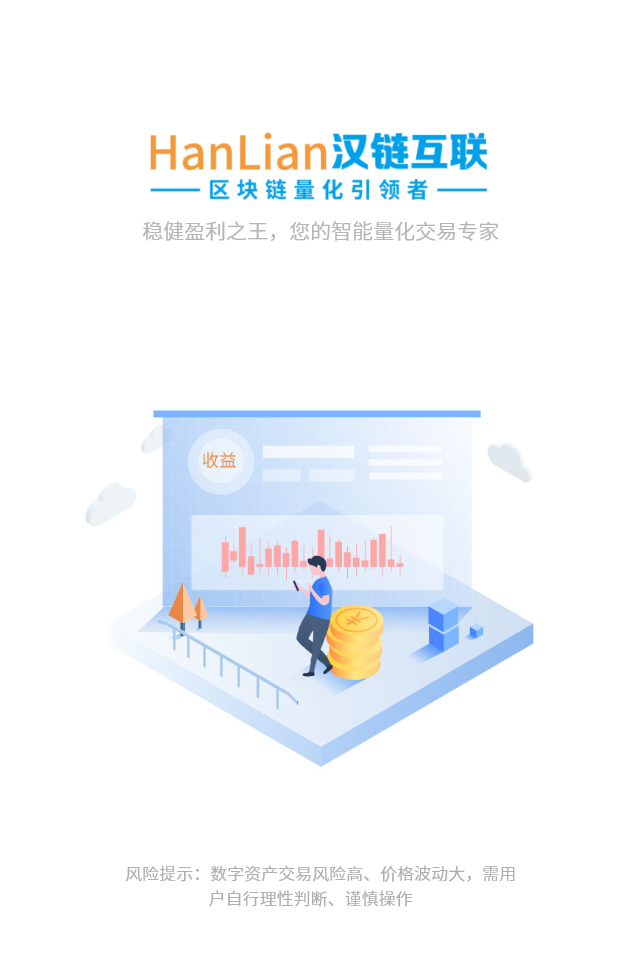 HanLian汉链互联
区块链量化引领者
稳健盈利之王，您的智能量化交易专家
收益
风险提示：数字资产交易风险高、价格波动大，需用
户自行理性判断、谨慎操作